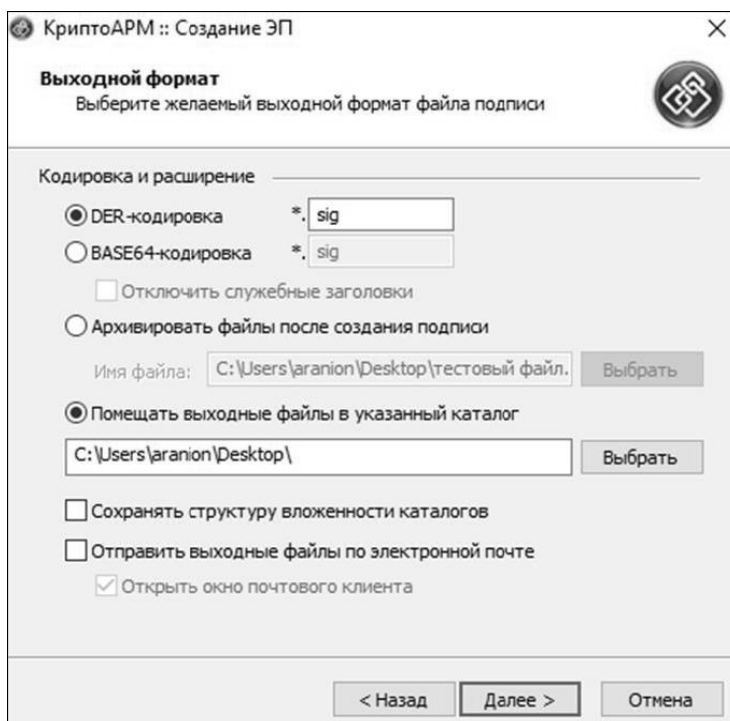 КриптоАРМ :: Создание ЭП
Выходной формат
Выберите желаемый выходной формат файла подписи
Кодировка и расширение
DER-кодировка *. sig
BASE64-кодировка *. sig
Отключить служебные заголовки
Архивировать файлы после создания подписи
Имя файла: C:\Users\aranion\Desktop\тестовый файл. Выбрать
Помещать выходные файлы в указанный каталог
C:\Users\aranion\Desktop\ Выбрать
Сохранять структуру вложенности каталогов
Отправить выходные файлы по электронной почте
Открыть окно почтового клиента
< Назад Далее > Отмена